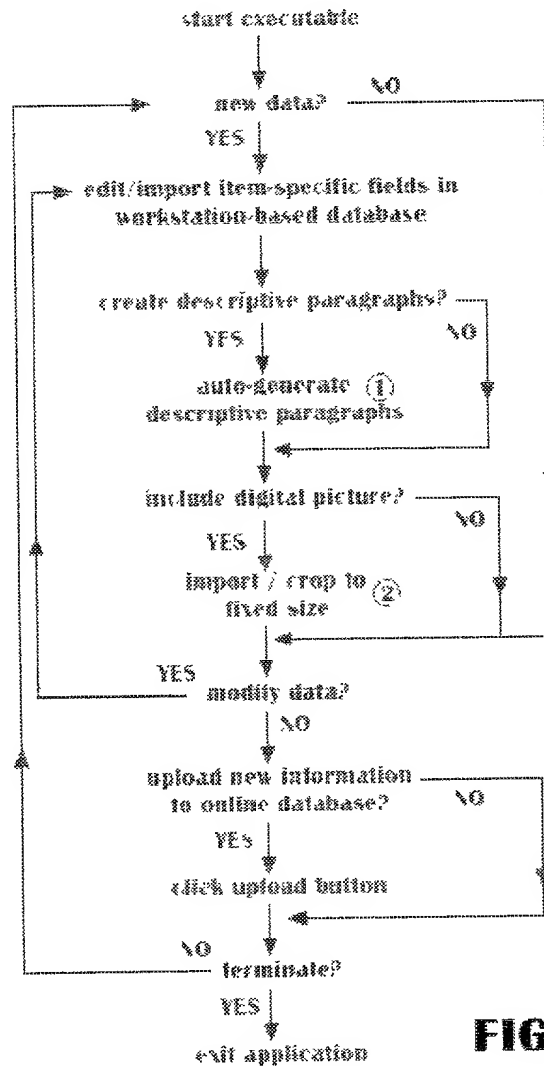 start executable
new data?
NO
YES
edit/import item-specific fields in
workstation-based database
create descriptive paragraphs?
YES
NO
auto-generate ①
descriptive paragraphs
include digital picture?
YES
NO
import / crop to ②
fixed size
YES
modify data?
NO
upload new information
to online database?
NO
YES
click upload button
NO
terminate?
YES
exit application
FIG